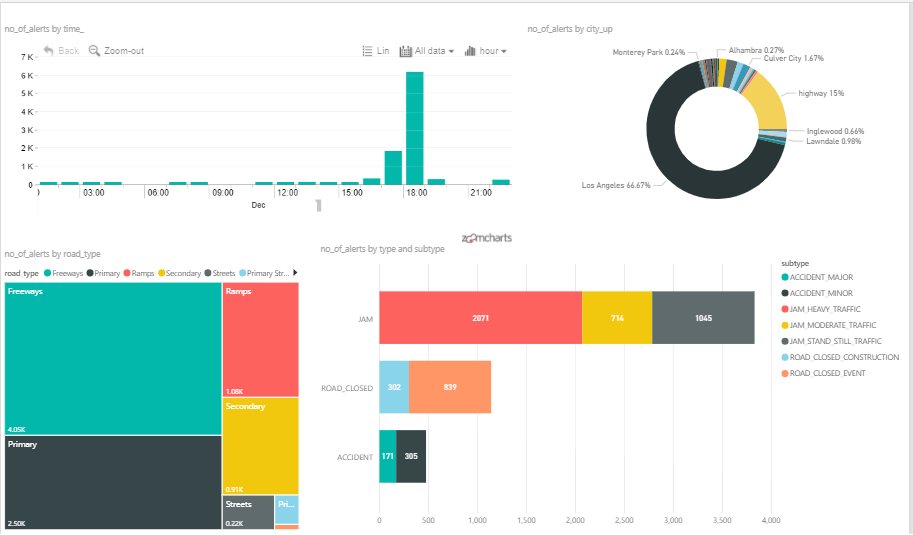 no_of_alerts by time_
Back Zoom-out Lin All data hour
7 K
6 K
5 K
4 K
3 K
2 K
1 K
0
03:00 06:00 09:00 12:00 15:00 18:00 21:00
Dec
no_of_alerts by city_up
Monterey Park 0.24%
Alhambra 0.27%
Culver City 1.67%
highway 15%
Inglewood 0.66%
Lawndale 0.98%
Los Angeles 66.67%
zoomcharts
no_of_alerts by road_type
road_type Freeways Primary Ramps Secondary Streets Primary Str...
Freeways
4.05K
Primary
2.50K
Ramps
1.08K
Secondary
0.91K
Streets
0.22K
Pri...
no_of_alerts by type and subtype
JAM 2071 714 1045
ROAD_CLOSED 302 839
ACCIDENT 171 305
0 500 1,000 1,500 2,000 2,500 3,000 3,500 4,000
subtype
ACCIDENT_MAJOR
ACCIDENT_MINOR
JAM_HEAVY_TRAFFIC
JAM_MODERATE_TRAFFIC
JAM_STAND_STILL_TRAFFIC
ROAD_CLOSED_CONSTRUCTION
ROAD_CLOSED_EVENT